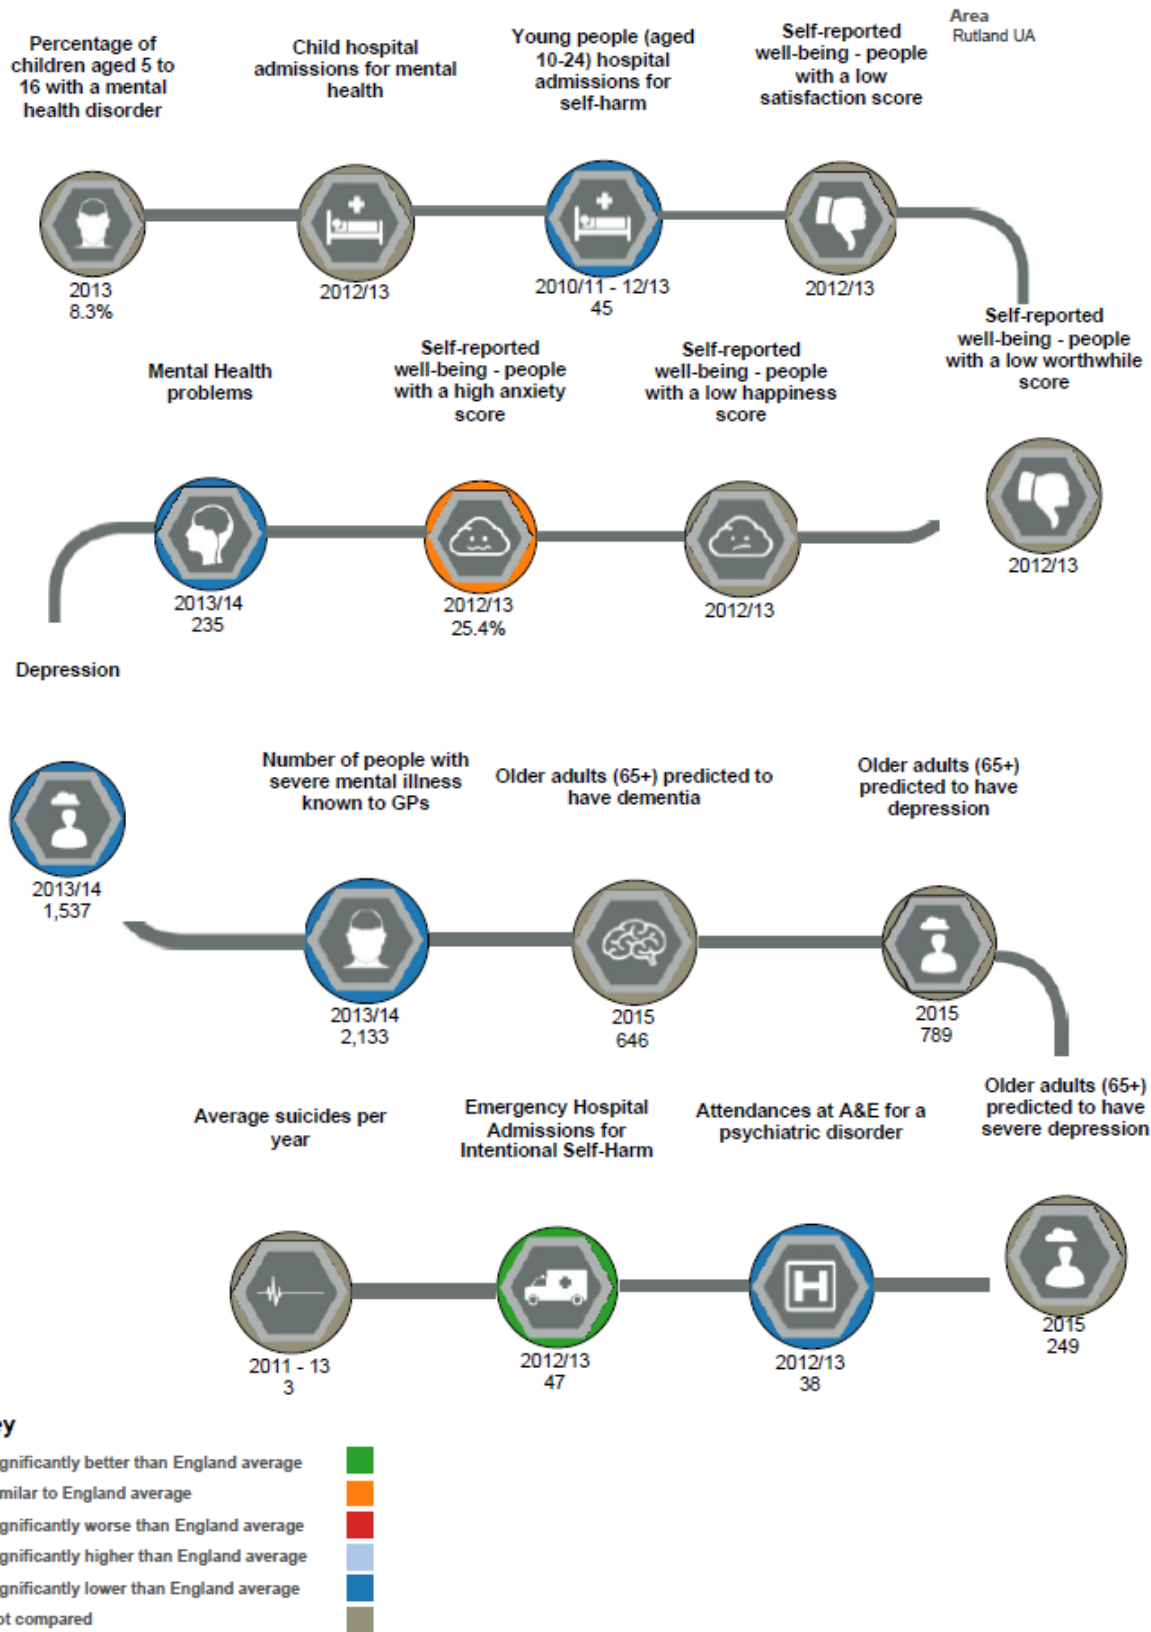 Area
Rutland UA
Percentage of
children aged 5 to
16 with a mental
health disorder
2013
8.3%
Child hospital
admissions for mental
health
2012/13
Young people (aged
10-24) hospital
admissions for
self-harm
2010/11 - 12/13
45
Self-reported
well-being - people
with a low
satisfaction score
2012/13
Self-reported
well-being - people
with a low worthwhile
score
2012/13
Self-reported
well-being - people
with a low happiness
score
2012/13
Self-reported
well-being - people
with a high anxiety
score
2012/13
25.4%
Mental Health
problems
2013/14
235
Depression
2013/14
1,537
Number of people with
severe mental illness
known to GPs
2013/14
2,133
Older adults (65+) predicted to
have dementia
2015
646
Older adults (65+)
predicted to have
depression
2015
789
Older adults (65+)
predicted to have
severe depression
2015
249
Attendances at A&E for a
psychiatric disorder
H
2012/13
38
Emergency Hospital
Admissions for
Intentional Self-Harm
2012/13
47
Average suicides per
year
2011 - 13
3
ey
gnificantly better than England average
milar to England average
gnificantly worse than England average
gnificantly higher than England average
gnificantly lower than England average
ot compared